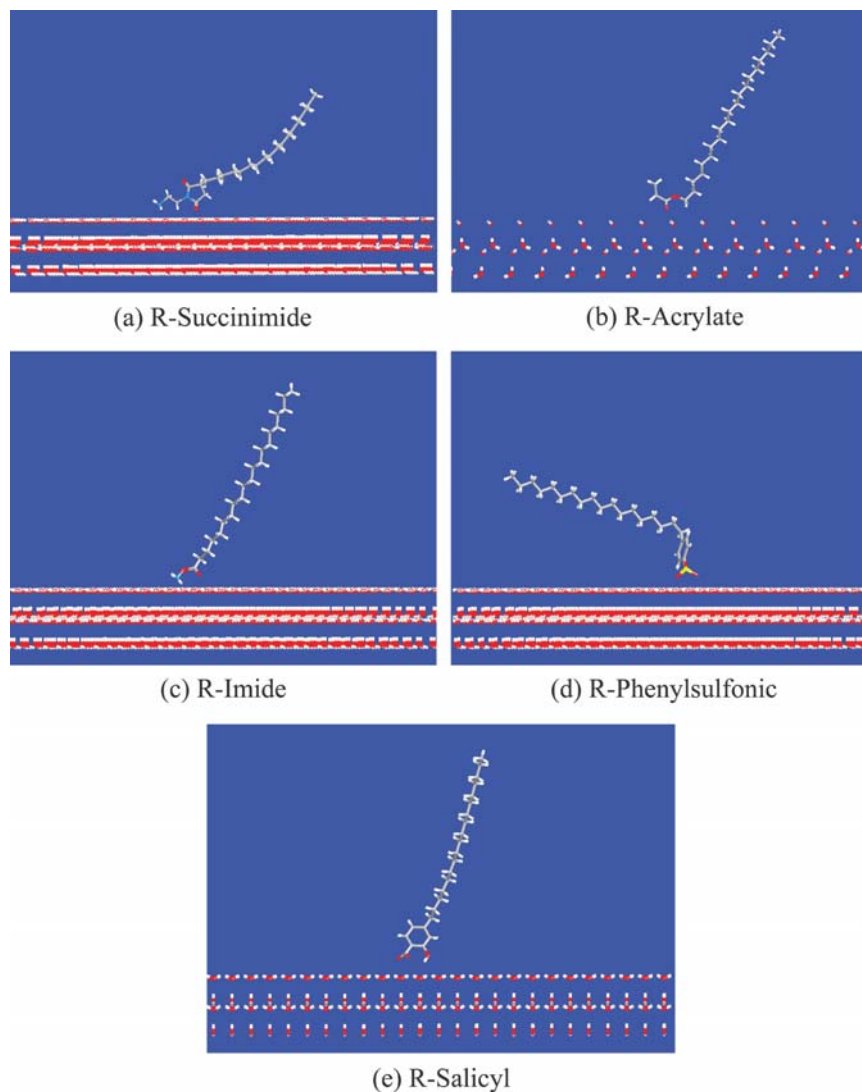 (a) R-Succinimide
(b) R-Acrylate
(c) R-Imide
(d) R-Phenylsulfonic
(e) R-Salicyl